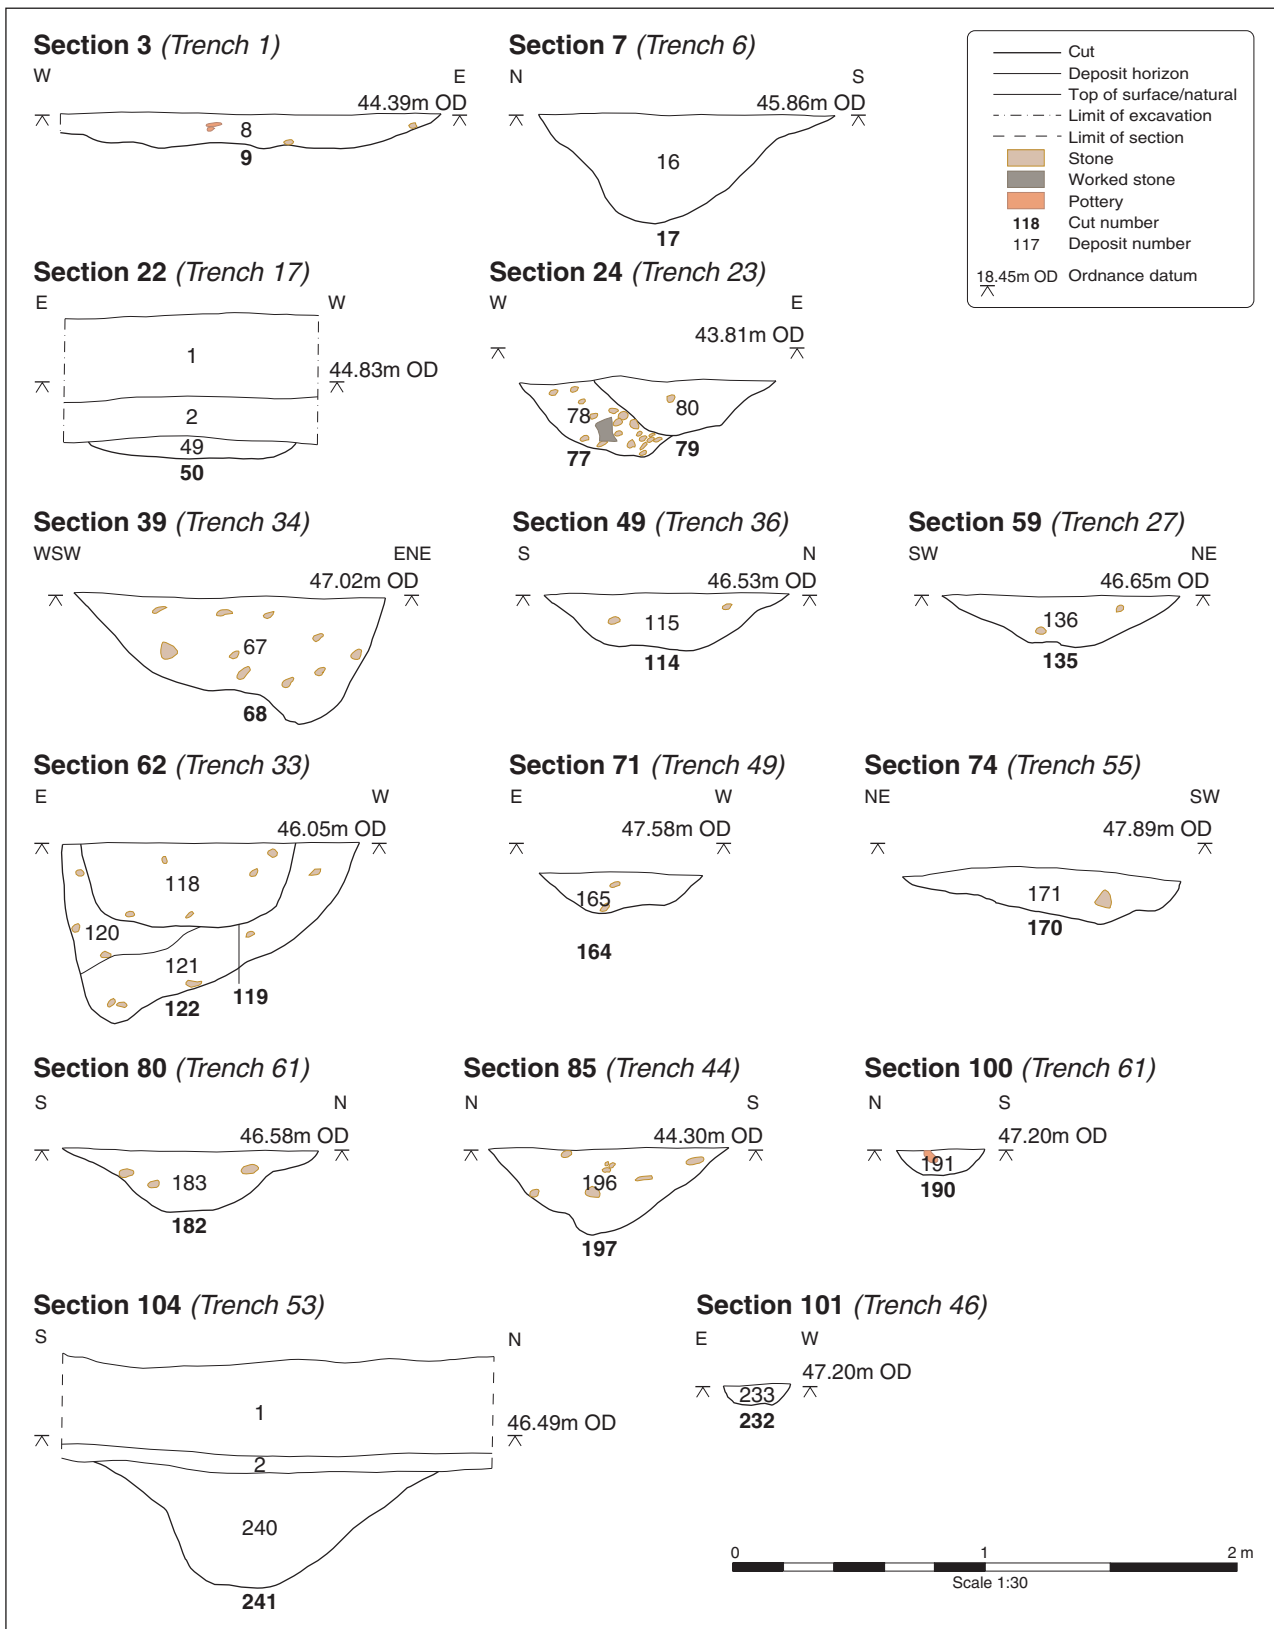 Section 3 (Trench 1)
W E
44.39m OD
8
9
Section 7 (Trench 6)
N S
45.86m OD
16
17
Cut
Deposit horizon
Top of surface/natural
Limit of excavation
Limit of section
Stone
Worked stone
Pottery
118 Cut number
117 Deposit number
18.45m OD Ordnance datum
Section 22 (Trench 17)
E W
1
44.83m OD
2
49
50
Section 24 (Trench 23)
W E
43.81m OD
78 80
77 79
Section 39 (Trench 34)
WSW ENE
47.02m OD
67
68
Section 49 (Trench 36)
S N
46.53m OD
115
114
Section 59 (Trench 27)
SW NE
46.65m OD
136
135
Section 62 (Trench 33)
E W
46.05m OD
118
120
121
122 119
Section 71 (Trench 49)
E W
47.58m OD
165
164
Section 74 (Trench 55)
NE SW
47.89m OD
171
170
Section 80 (Trench 61)
S N
46.58m OD
183
182
Section 85 (Trench 44)
N S
44.30m OD
196
197
Section 100 (Trench 61)
N S
47.20m OD
191
190
Section 104 (Trench 53)
S N
1
46.49m OD
2
240
241
Section 101 (Trench 46)
E W
47.20m OD
233
232
0 1 2 m
Scale 1:30